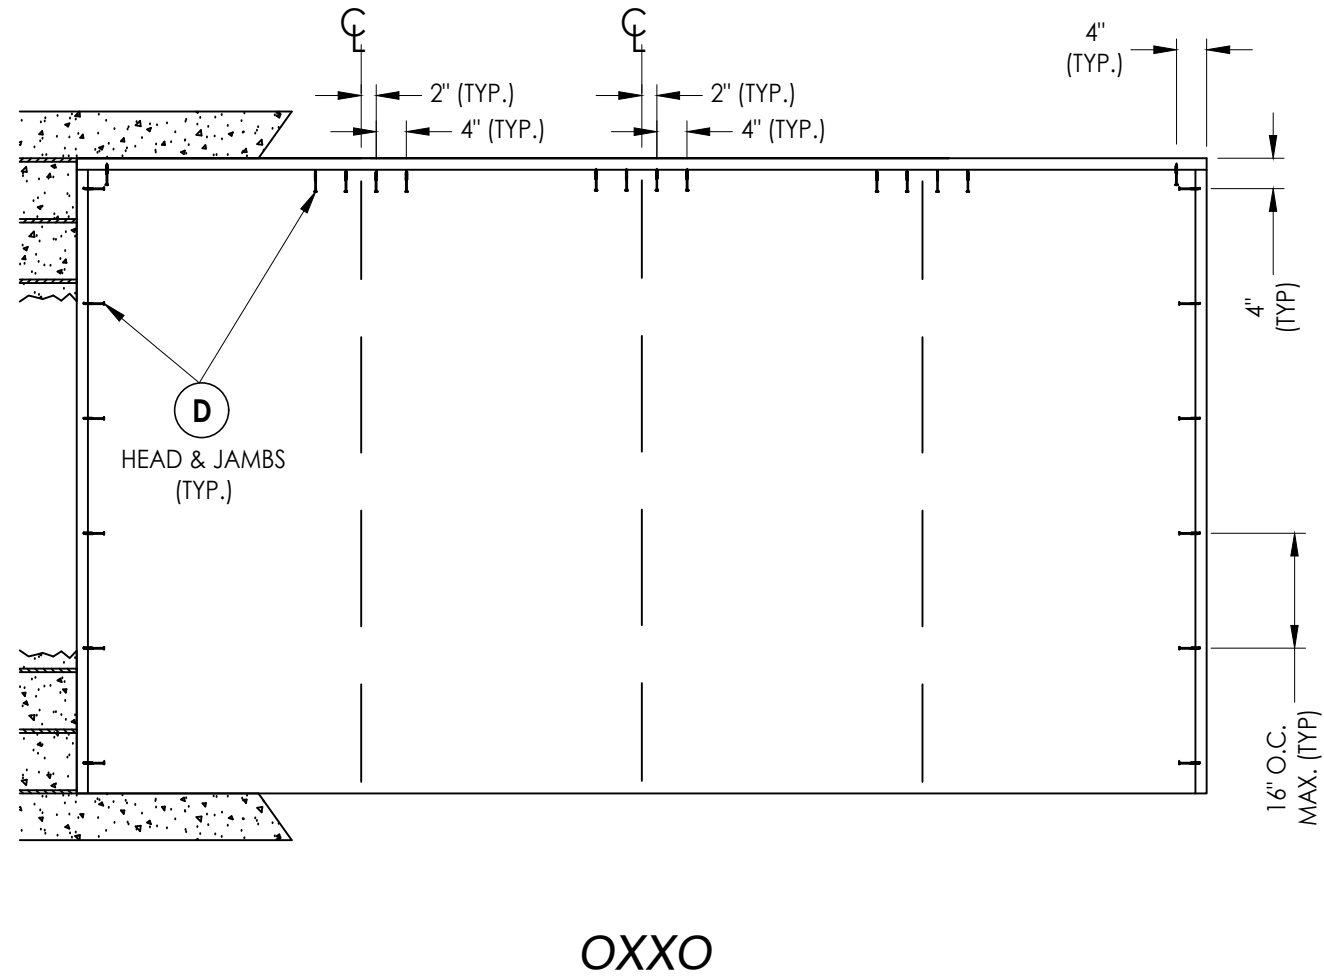 ℄
℄
4"
(TYP.)
2" (TYP.)
2" (TYP.)
4" (TYP.)
4" (TYP.)
4"
(TYP)
D
HEAD & JAMBS
(TYP.)
16" O.C.
MAX. (TYP)
OXXO